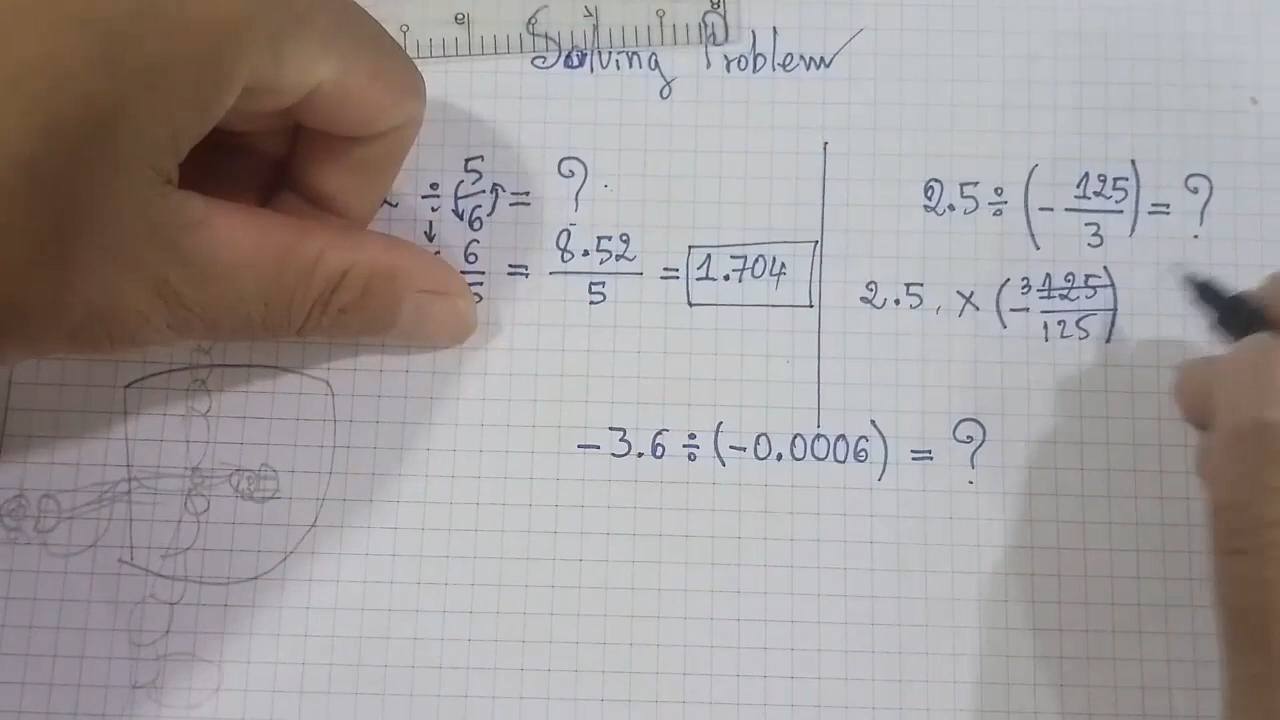 Solving Problem
÷ 5/6 = ?
6/5 = 8.52/5 = 1.704
2.5 ÷ (- 125/3) = ?
2.5 × (- 3 125/125)
-3.6 ÷ (-0.0006) = ?